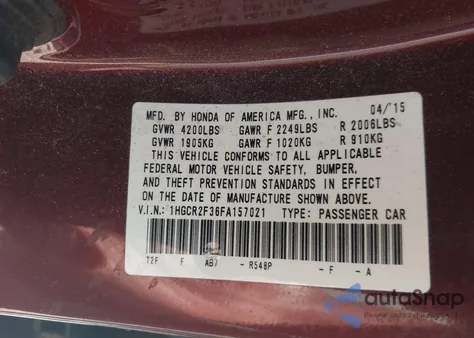 MFD. BY HONDA OF AMERICA MFG., INC. 04/'15
GVWR 4200LBS GAWR F 2249LBS R 2006LBS
GVWR 1905KG GAWR F 1020KG R 910KG
THIS VEHICLE CONFORMS TO ALL APPLICABLE
FEDERAL MOTOR VEHICLE SAFETY, BUMPER,
AND THEFT PREVENTION STANDARDS IN EFFECT
ON THE DATE OF MANUFACTURE SHOWN ABOVE.
V.I.N.: 1HGCR2F36FA157021 TYPE: PASSENGER CAR
T2F F AB7 - R548P - F - A
autoSnap